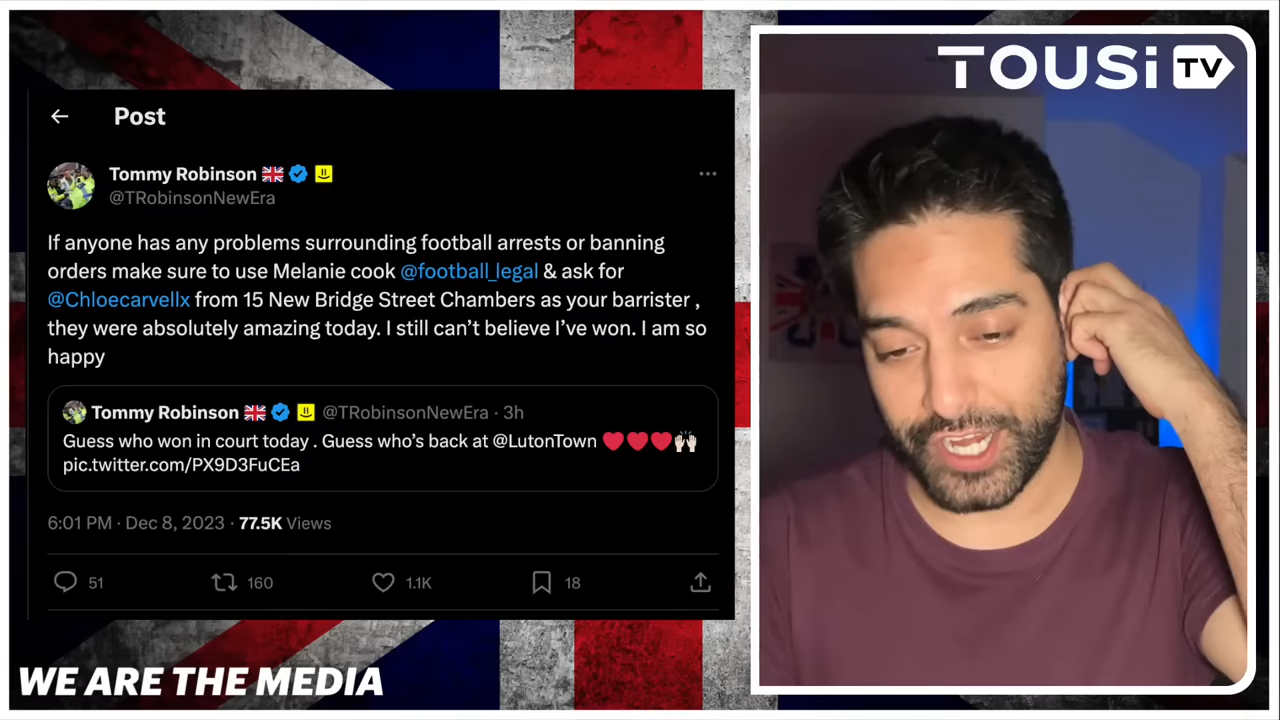 TOUSi TV
Post
Tommy Robinson
@TRobinsonNewEra
If anyone has any problems surrounding football arrests or banning
orders make sure to use Melanie cook @football_legal & ask for
@Chloecarvellx from 15 New Bridge Street Chambers as your barrister ,
they were absolutely amazing today. I still can’t believe I’ve won. I am so
happy
Tommy Robinson @TRobinsonNewEra · 3h
Guess who won in court today . Guess who’s back at @LutonTown ❤️❤️❤️🙌🏻
pic.twitter.com/PX9D3FuCEa
6:01 PM · Dec 8, 2023 · 77.5K Views
51 160 1.1K 18
WE ARE THE MEDIA